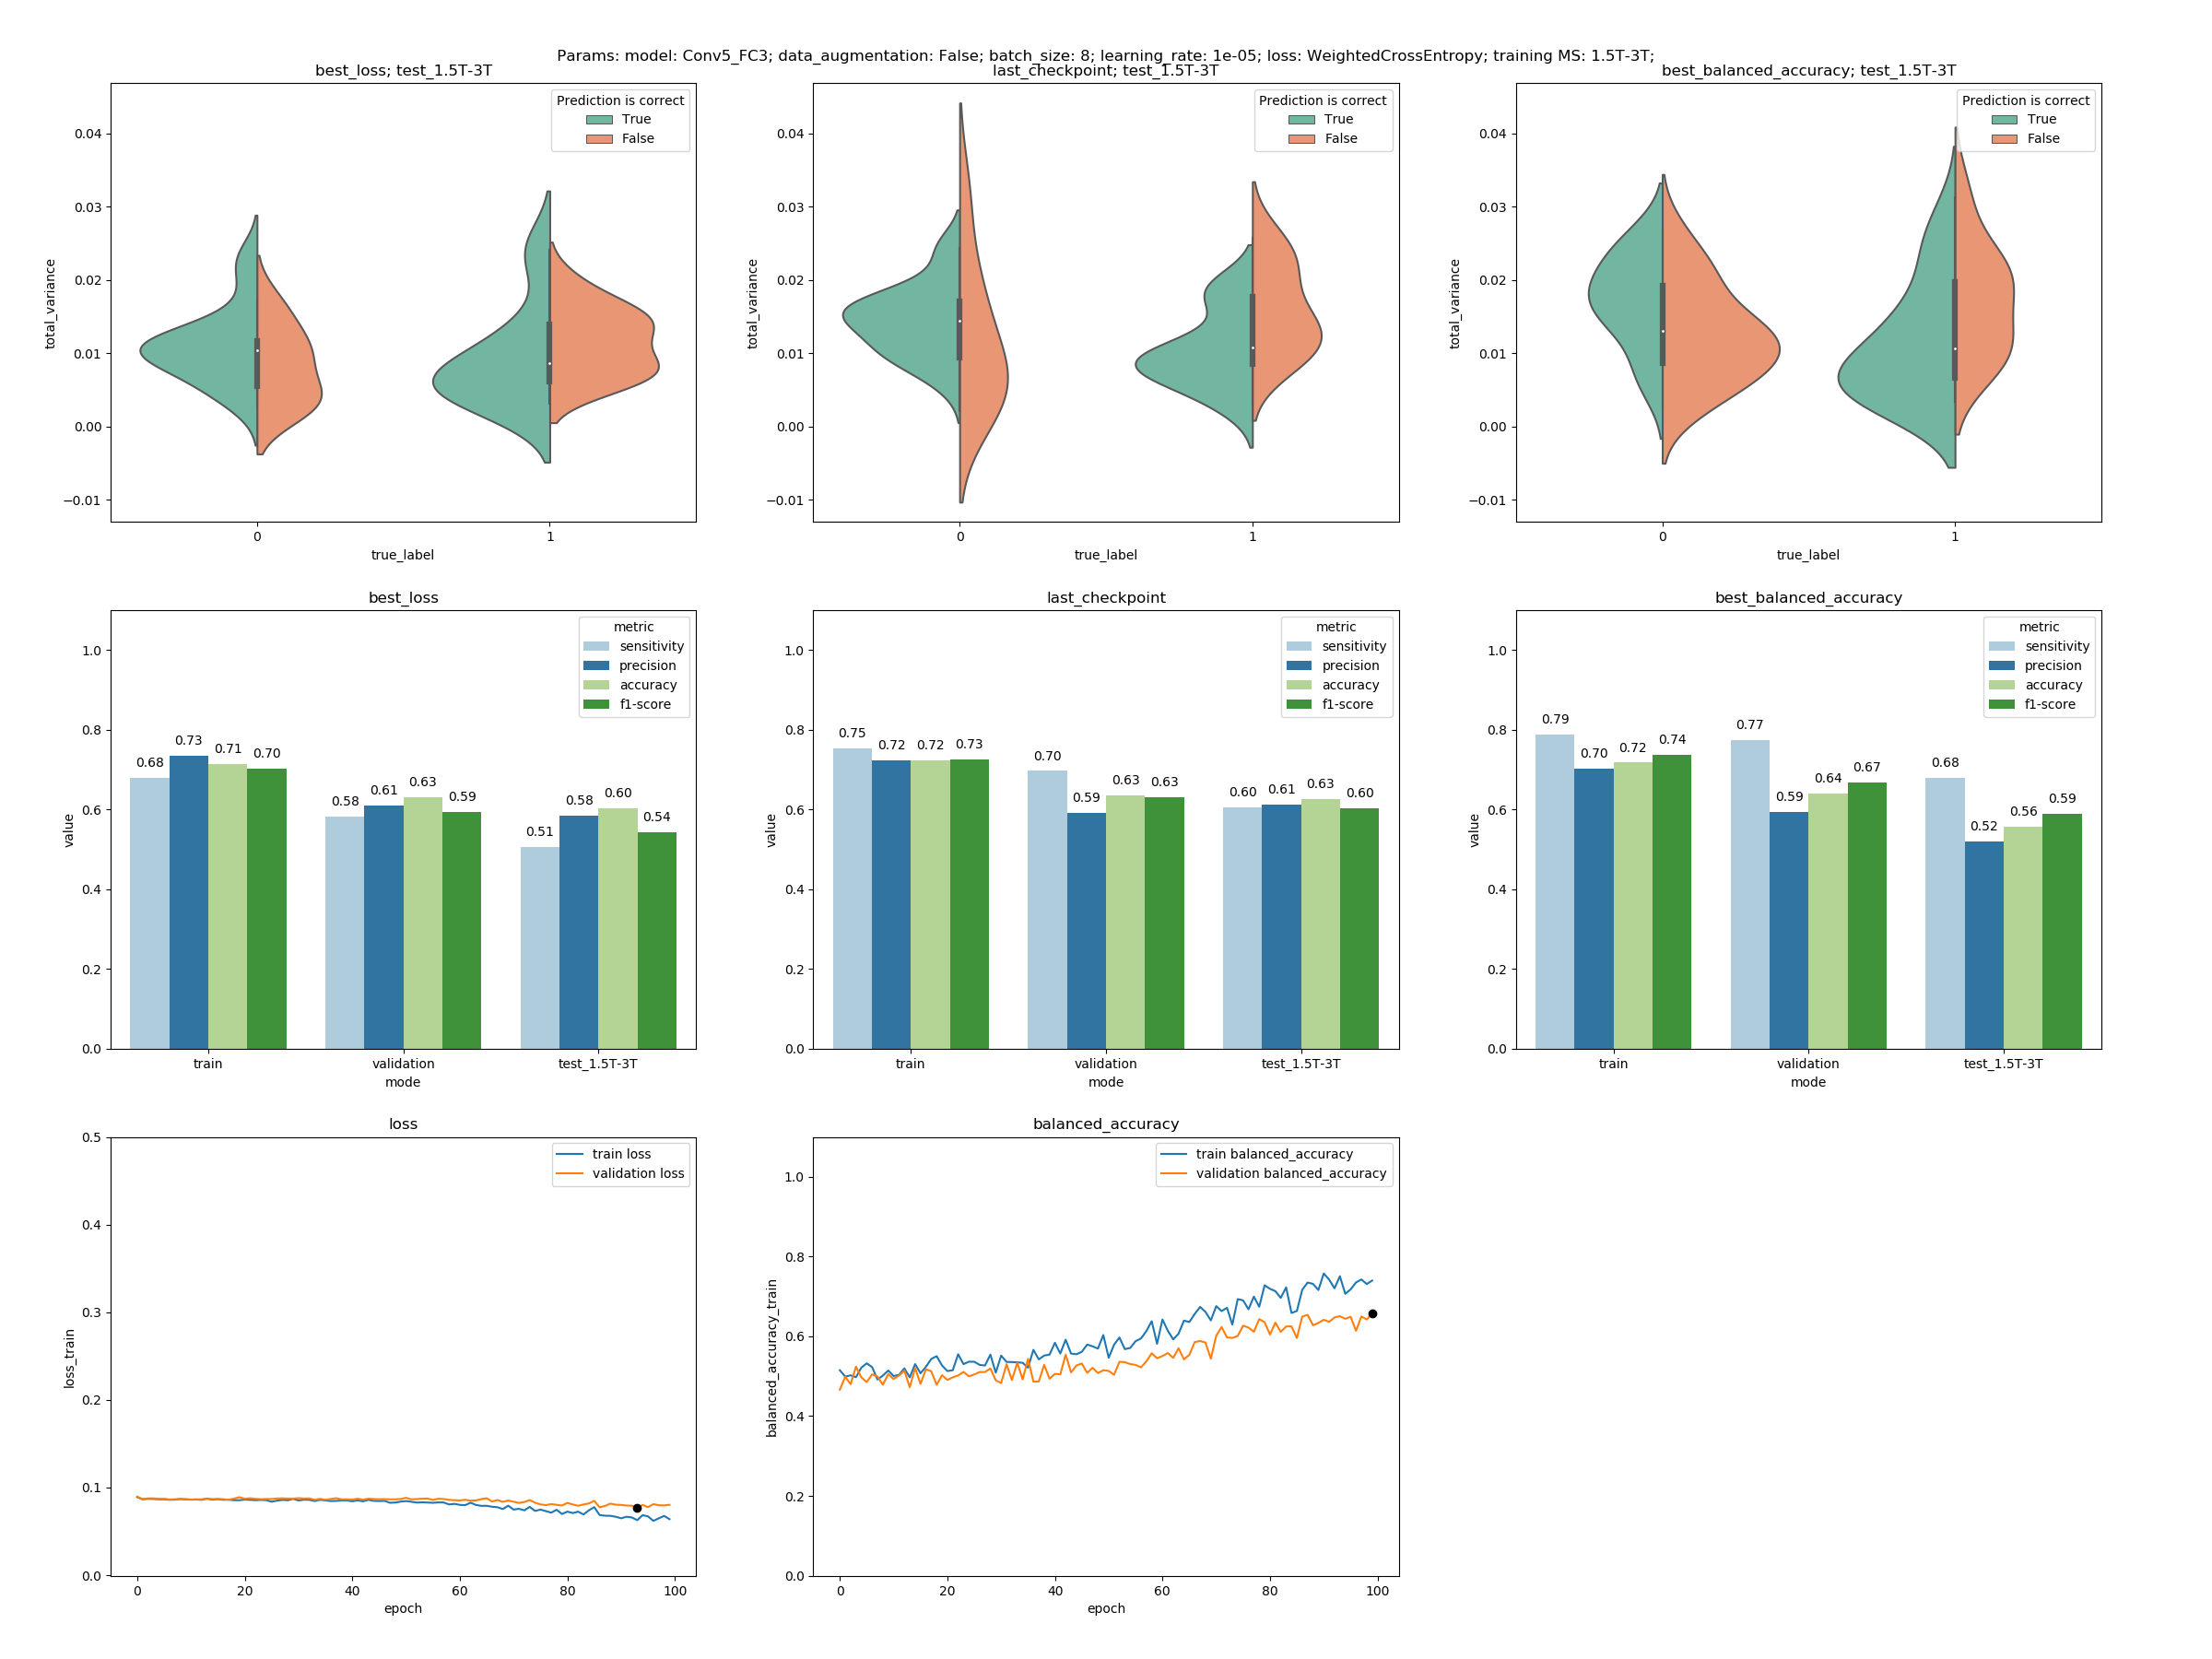 Params: model: Conv5_FC3; data_augmentation: False; batch_size: 8; learning_rate: 1e-05; loss: WeightedCrossEntropy; training MS: 1.5T-3T;
best_loss; test_1.5T-3T
Prediction is correct
True
False
0.04
0.03
0.02
0.01
0.00
−0.01
total_variance
0
1
true_label
last_checkpoint; test_1.5T-3T
Prediction is correct
True
False
0.04
0.03
0.02
0.01
0.00
−0.01
total_variance
0
1
true_label
best_balanced_accuracy; test_1.5T-3T
Prediction is correct
True
False
0.04
0.03
0.02
0.01
0.00
−0.01
total_variance
0
1
true_label
best_loss
metric
sensitivity
precision
accuracy
f1-score
1.0
0.8
0.6
0.4
0.2
0.0
value
0.68
0.73
0.71
0.70
0.58
0.61
0.63
0.59
0.51
0.58
0.60
0.54
train
validation
test_1.5T-3T
mode
last_checkpoint
metric
sensitivity
precision
accuracy
f1-score
1.0
0.8
0.6
0.4
0.2
0.0
value
0.75
0.72
0.72
0.73
0.70
0.59
0.63
0.63
0.60
0.61
0.63
0.60
train
validation
test_1.5T-3T
mode
best_balanced_accuracy
metric
sensitivity
precision
accuracy
f1-score
1.0
0.8
0.6
0.4
0.2
0.0
value
0.79
0.70
0.72
0.74
0.77
0.59
0.64
0.67
0.68
0.52
0.56
0.59
train
validation
test_1.5T-3T
mode
loss
train loss
validation loss
0.5
0.4
0.3
0.2
0.1
0.0
loss_train
0
20
40
60
80
100
epoch
balanced_accuracy
train balanced_accuracy
validation balanced_accuracy
1.0
0.8
0.6
0.4
0.2
0.0
balanced_accuracy_train
0
20
40
60
80
100
epoch